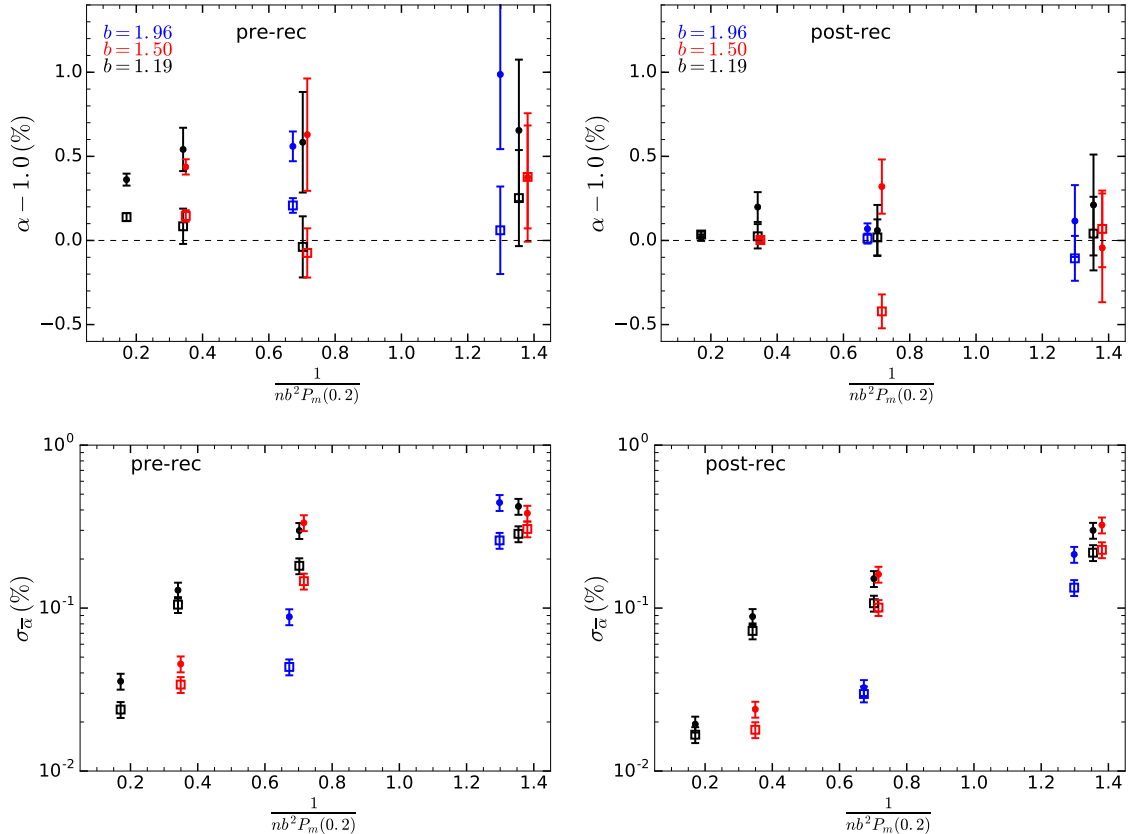 pre-rec
b = 1.96
b = 1.50
b = 1.19
1.0
0.5
0.0
−0.5
α − 1.0 (%)
0.2 0.4 0.6 0.8 1.0 1.2 1.4
1
nb²Pₘ(0.2)
post-rec
b = 1.96
b = 1.50
b = 1.19
1.0
0.5
0.0
−0.5
α − 1.0 (%)
0.2 0.4 0.6 0.8 1.0 1.2 1.4
1
nb²Pₘ(0.2)
pre-rec
10⁰
10⁻¹
10⁻²
σα̅ (%)
0.2 0.4 0.6 0.8 1.0 1.2 1.4
1
nb²Pₘ(0.2)
post-rec
10⁰
10⁻¹
10⁻²
σα̅ (%)
0.2 0.4 0.6 0.8 1.0 1.2 1.4
1
nb²Pₘ(0.2)